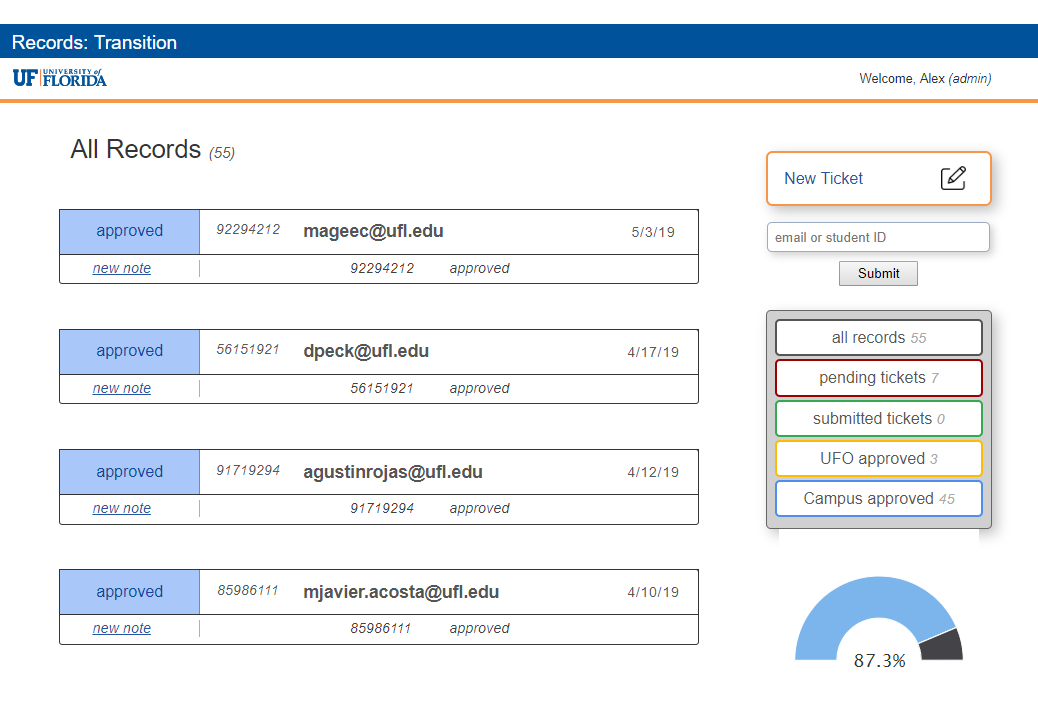 Records: Transition
UF UNIVERSITY of FLORIDA
Welcome, Alex (admin)
All Records (55)
approved 92294212 mageec@ufl.edu 5/3/19
new note 92294212 approved
approved 56151921 dpeck@ufl.edu 4/17/19
new note 56151921 approved
approved 91719294 agustinrojas@ufl.edu 4/12/19
new note 91719294 approved
approved 85986111 mjavier.acosta@ufl.edu 4/10/19
new note 85986111 approved
New Ticket
email or student ID
Submit
all records 55
pending tickets 7
submitted tickets 0
UFO approved 3
Campus approved 45
87.3%